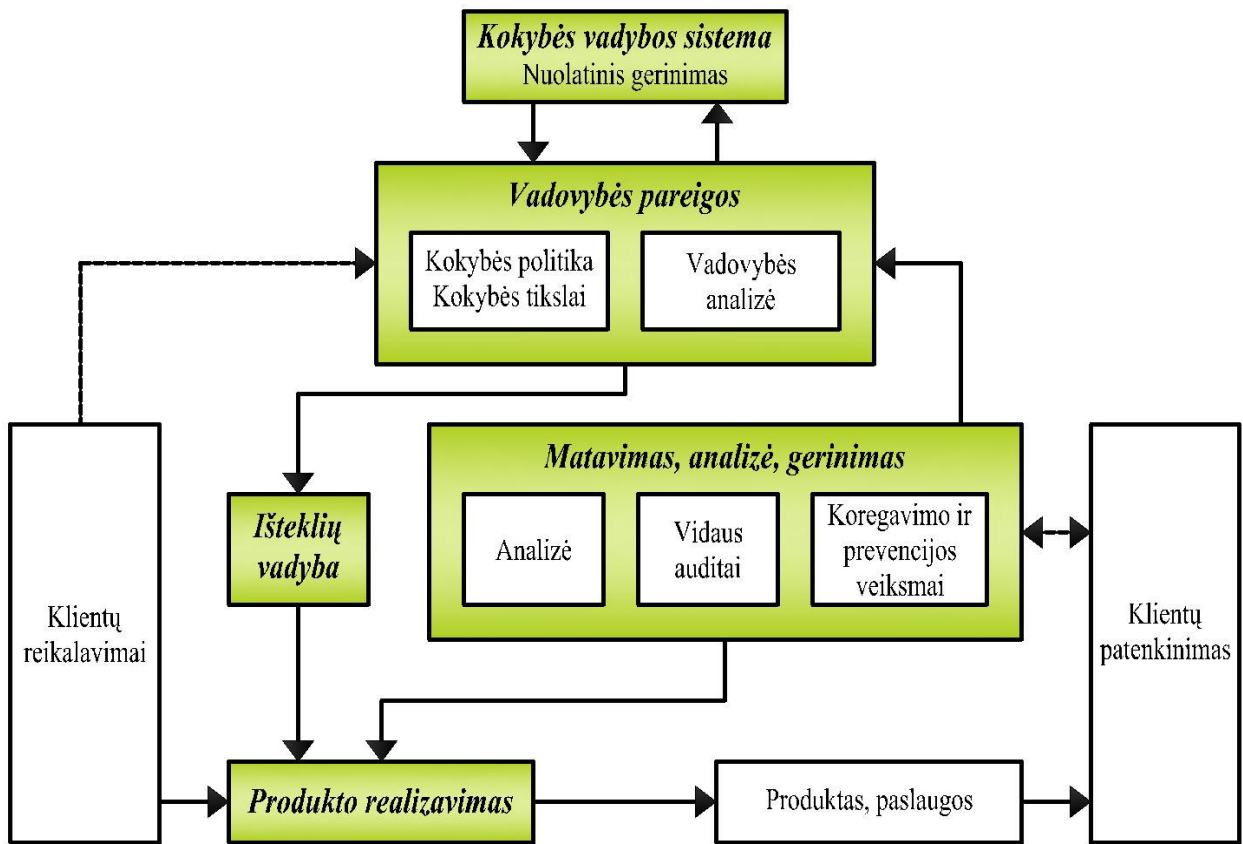 Kokybės vadybos sistema
Nuolatinis gerinimas
Vadovybės pareigos
Kokybės politika
Kokybės tikslai
Vadovybės
analizė
Matavimas, analizė, gerinimas
Analizė
Vidaus
auditai
Koregavimo ir
prevencijos
veiksmai
Išteklių
vadyba
Klientų
reikalavimai
Klientų
patenkinimas
Produkto realizavimas
Produktas, paslaugos